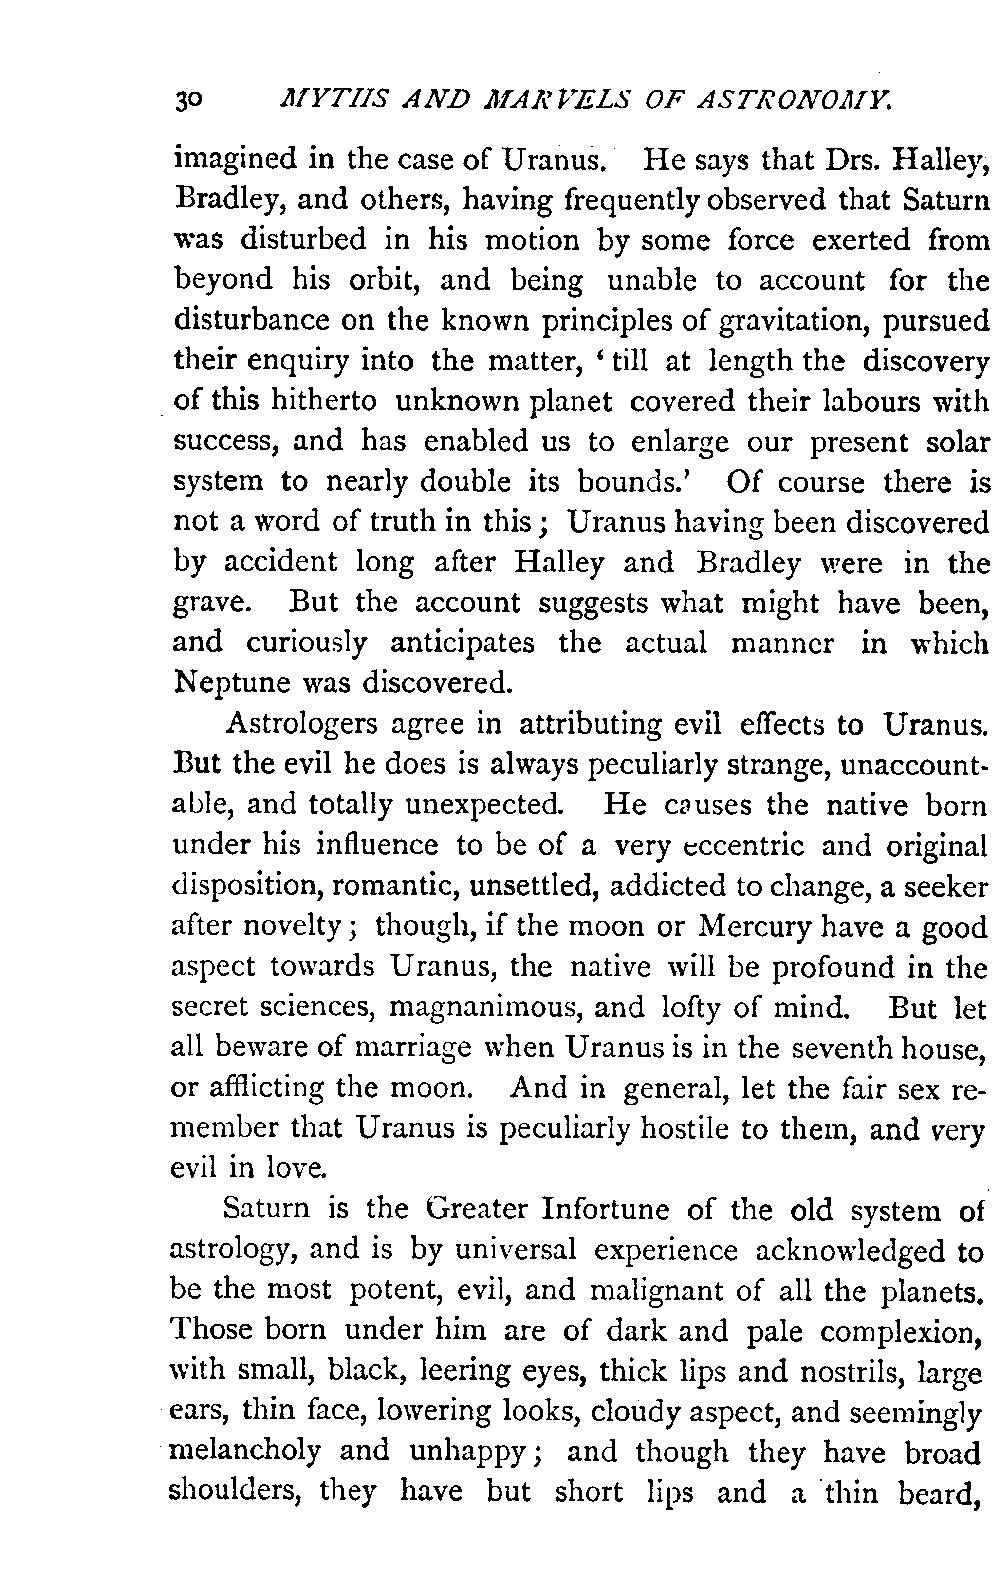 30 MYTHS AND MARVELS OF ASTRONOMY.
imagined in the case of Uranus. He says that Drs. Halley,
Bradley, and others, having frequently observed that Saturn
was disturbed in his motion by some force exerted from
beyond his orbit, and being unable to account for the
disturbance on the known principles of gravitation, pursued
their enquiry into the matter, ‘till at length the discovery
of this hitherto unknown planet covered their labours with
success, and has enabled us to enlarge our present solar
system to nearly double its bounds.’ Of course there is
not a word of truth in this; Uranus having been discovered
by accident long after Halley and Bradley were in the
grave. But the account suggests what might have been,
and curiously anticipates the actual manner in which
Neptune was discovered.
Astrologers agree in attributing evil effects to Uranus.
But the evil he does is always peculiarly strange, unaccount-
able, and totally unexpected. He causes the native born
under his influence to be of a very eccentric and original
disposition, romantic, unsettled, addicted to change, a seeker
after novelty; though, if the moon or Mercury have a good
aspect towards Uranus, the native will be profound in the
secret sciences, magnanimous, and lofty of mind. But let
all beware of marriage when Uranus is in the seventh house,
or afflicting the moon. And in general, let the fair sex re-
member that Uranus is peculiarly hostile to them, and very
evil in love.
Saturn is the Greater Infortune of the old system of
astrology, and is by universal experience acknowledged to
be the most potent, evil, and malignant of all the planets.
Those born under him are of dark and pale complexion,
with small, black, leering eyes, thick lips and nostrils, large
ears, thin face, lowering looks, cloudy aspect, and seemingly
melancholy and unhappy; and though they have broad
shoulders, they have but short lips and a thin beard,